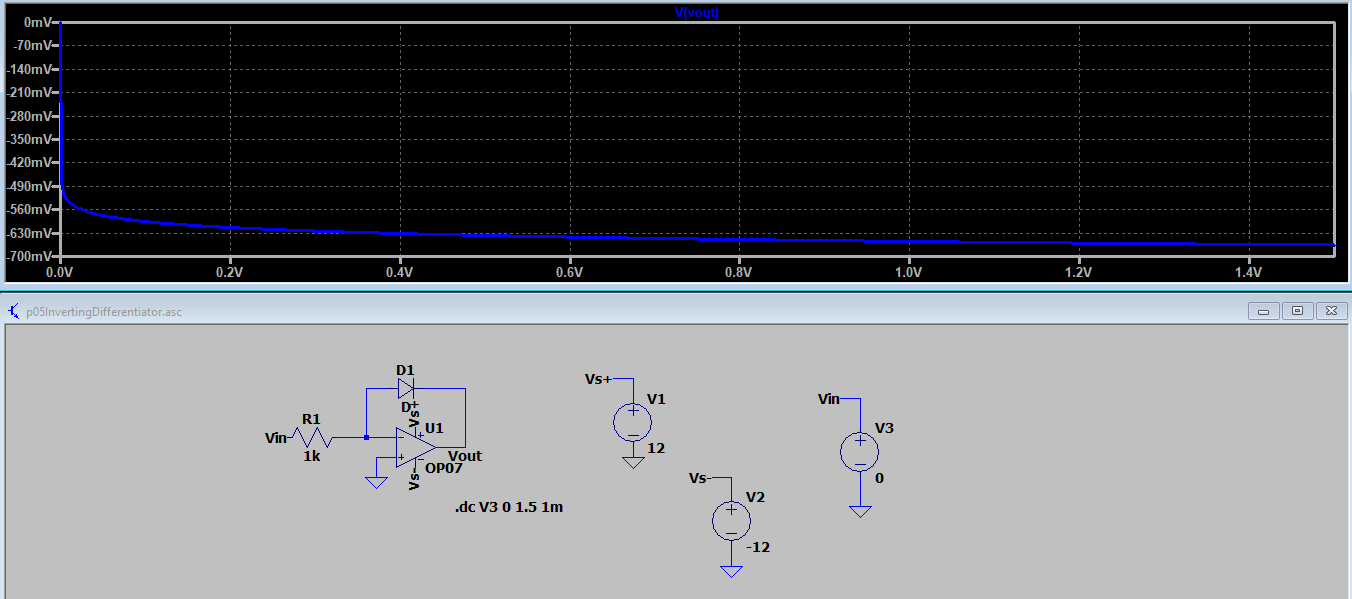 V(vout)
0mV
-70mV
-140mV
-210mV
-280mV
-350mV
-420mV
-490mV
-560mV
-630mV
-700mV
0.0V 0.2V 0.4V 0.6V 0.8V 1.0V 1.2V 1.4V
p05InvertingDifferentiator.asc
D1
D
Vs+
R1
Vin
1k
U1
Vout
OP07
Vs-
.dc V3 0 1.5 1m
Vs+
V1
12
Vs-
V2
-12
Vin
V3
0